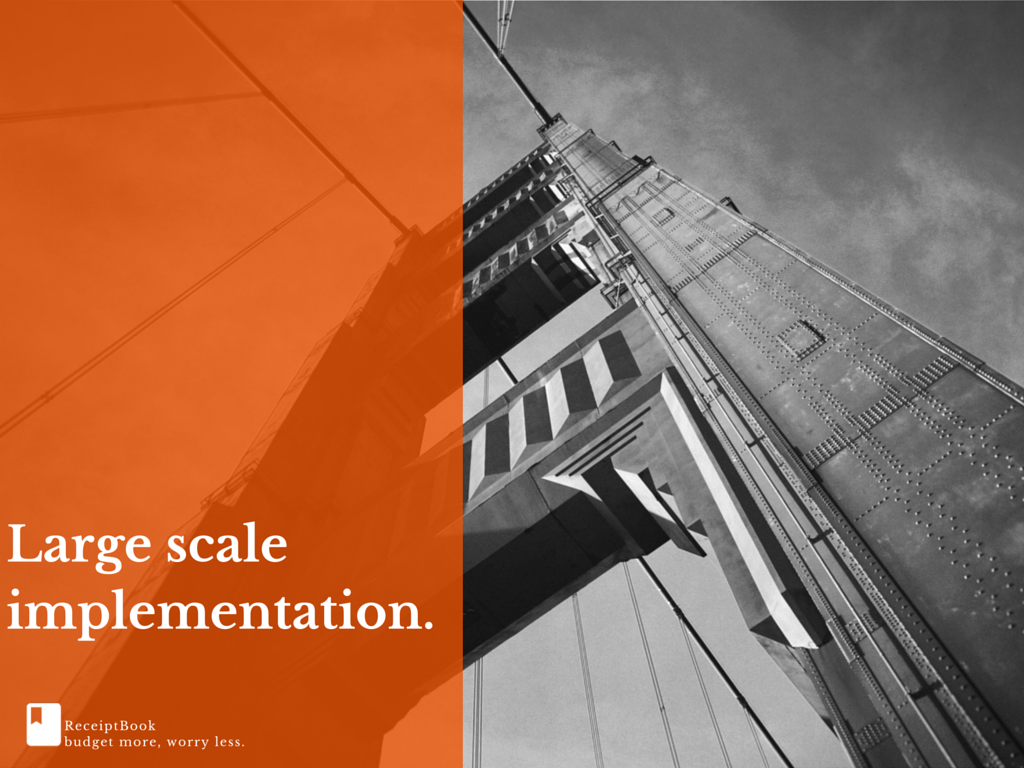 Large scale
implementation.
ReceiptBook
budget more, worry less.